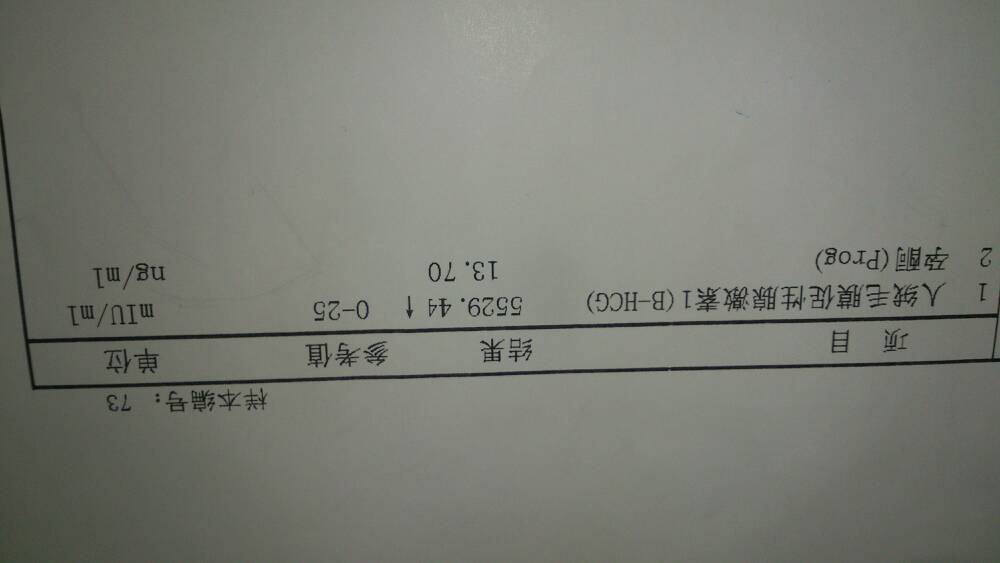 样本编号: 73
项 目 结果 参考值 单位
1 人绒毛膜促性腺激素1(B-HCG) 5529.44 ↑ 0-25 mIU/ml
2 孕酮(Prog) 13.70 ng/ml